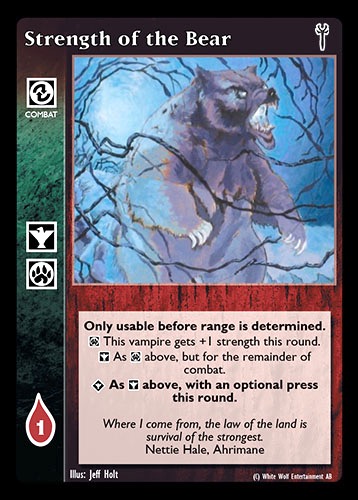 Strength of the Bear
COMBAT
Only usable before range is determined.
This vampire gets +1 strength this round.
As above, but for the remainder of
combat.
As above, with an optional press
this round.
Where I come from, the law of the land is
survival of the strongest.
Nettie Hale, Ahrimane
1
Illus: Jeff Holt
(C) White Wolf Entertainment AB